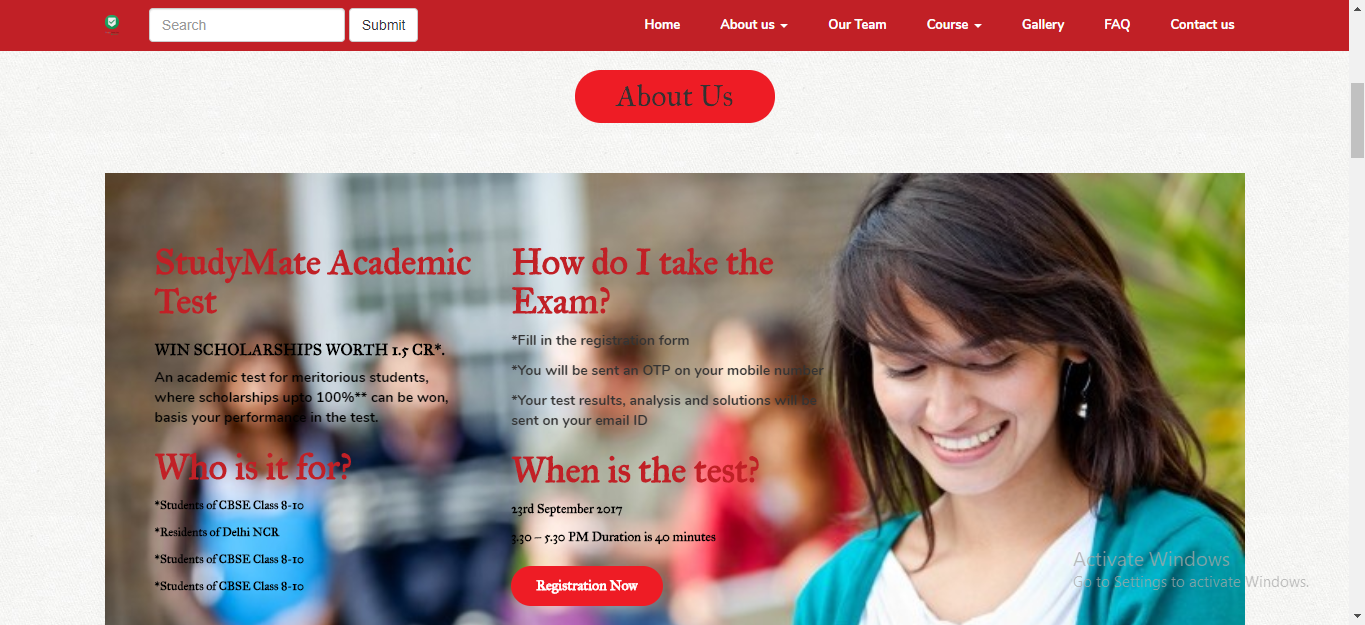 Search
Submit
Home
About us
Our Team
Course
Gallery
FAQ
Contact us
About Us
StudyMate Academic
Test
WIN SCHOLARSHIPS WORTH 1.5 CR*.
An academic test for meritorious students,
where scholarships upto 100%** can be won,
basis your performance in the test.
Who is it for?
*Students of CBSE Class 8-10
*Residents of Delhi NCR
*Students of CBSE Class 8-10
*Students of CBSE Class 8-10
How do I take the
Exam?
*Fill in the registration form
*You will be sent an OTP on your mobile number
*Your test results, analysis and solutions will be
sent on your email ID
When is the test?
23rd September 2017
3.30 – 5.30 PM Duration is 40 minutes
Registration Now
Activate Windows
Go to Settings to activate Windows.